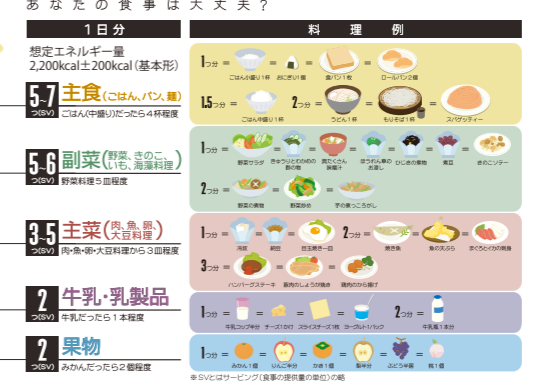 あなたの食事は大丈夫？
1日分
料理例
想定エネルギー量
2,200kcal±200kcal（基本形）
5-7 つ(SV)
主食（ごはん、パン、麺）
ごはん(中盛り)だったら4杯程度
1つ分 = ごはん小盛り1杯 = おにぎり1個 = 食パン1枚 = ロールパン2個
1.5つ分 = ごはん中盛り1杯 2つ分 = うどん1杯 = もりそば1杯 = スパゲッティー
5-6 つ(SV)
副菜（野菜、きのこ、いも、海藻料理）
野菜料理5皿程度
1つ分 = 野菜サラダ = きゅうりとわかめの酢の物 = 具たくさん味噌汁 = ほうれん草のお浸し = ひじきの煮物 = 煮豆 = きのこソテー
2つ分 = 野菜の煮物 = 野菜炒め = 芋の煮っころがし
3-5 つ(SV)
主菜（肉、魚、卵、大豆料理）
肉・魚・卵・大豆料理から3皿程度
1つ分 = 冷奴 = 納豆 = 目玉焼き一皿 2つ分 = 焼き魚 = 魚の天ぷら = まぐろとイカの刺身
3つ分 = ハンバーグステーキ = 豚肉のしょうが焼き = 鶏肉のから揚げ
2 つ(SV)
牛乳・乳製品
牛乳だったら1本程度
1つ分 = 牛乳コップ半分 = チーズ1かけ = スライスチーズ1枚 = ヨーグルト1パック 2つ分 = 牛乳瓶1本分
2 つ(SV)
果物
みかんだったら2個程度
1つ分 = みかん1個 = りんご半分 = かき1個 = 梨半分 = ぶどう半房 = 桃1個
※SVとはサービング（食事の提供量の単位）の略